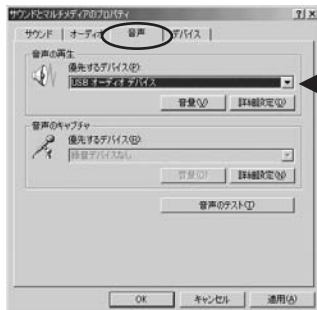 サウンドとマルチメディアのプロパティ
サウンド オーディオ 音声 デバイス
音声の再生
優先するデバイス(P):
USB オーディオ デバイス
音量(V) 詳細設定(D)
音声のキャプチャ
優先するデバイス(R):
録音デバイスなし
音量(O) 詳細設定(N)
音声のテスト(T)
OK キャンセル 適用(A)